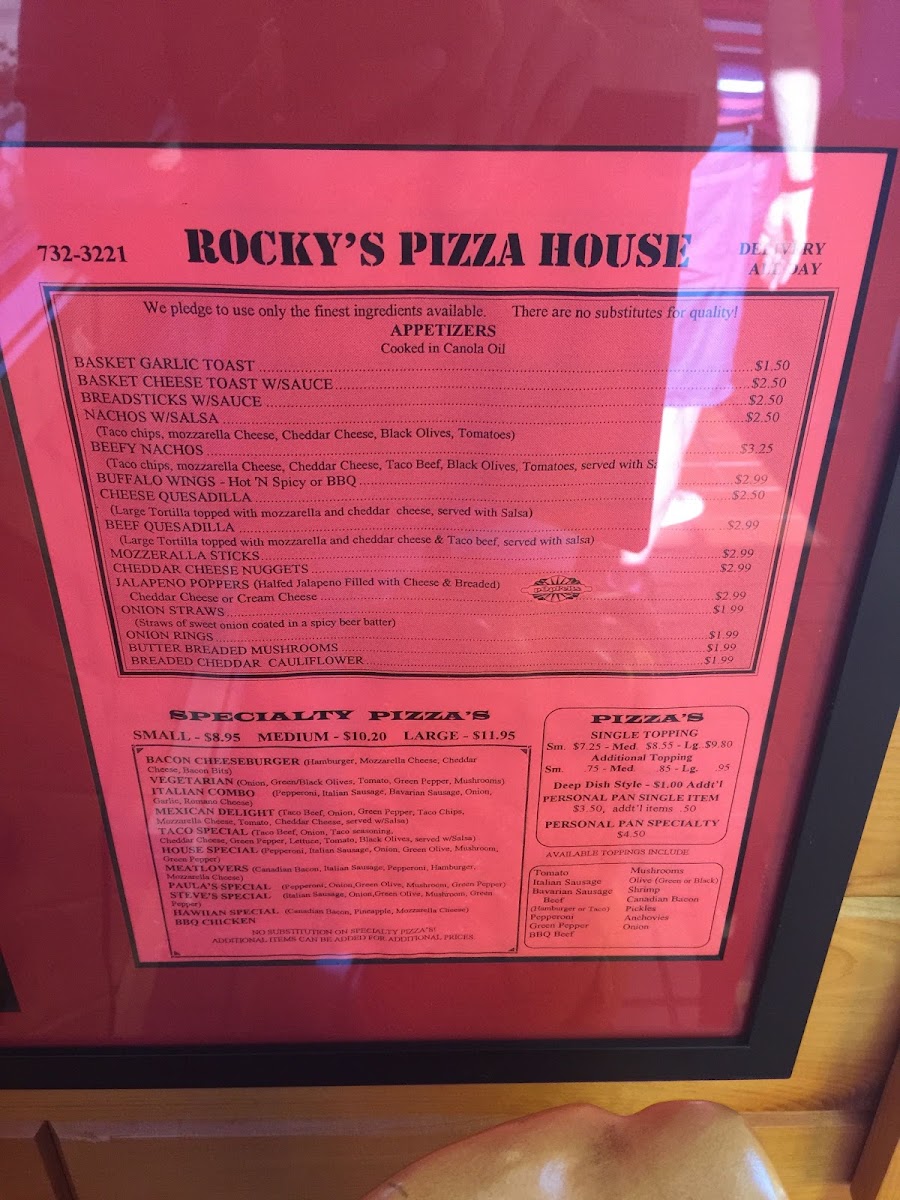 732-3221
ROCKY'S PIZZA HOUSE
DELIVERY
ALL DAY
We pledge to use only the finest ingredients available. There are no substitutes for quality!
APPETIZERS
Cooked in Canola Oil
BASKET GARLIC TOAST $1.50
BASKET CHEESE TOAST W/SAUCE $2.50
BREADSTICKS W/SAUCE $2.50
NACHOS W/SALSA $2.50
(Taco chips, mozzarella Cheese, Cheddar Cheese, Black Olives, Tomatoes)
BEEFY NACHOS $3.25
(Taco chips, mozzarella Cheese, Cheddar Cheese, Taco Beef, Black Olives, Tomatoes, served with
BUFFALO WINGS - Hot 'N Spicy or BBQ $2.99
CHEESE QUESADILLA $2.50
(Large Tortilla topped with mozzarella and cheddar cheese, served with Salsa)
BEEF QUESADILLA $2.99
(Large Tortilla topped with mozzarella and cheddar cheese & Taco beef, served with salsa)
MOZZERALLA STICKS $2.99
CHEDDAR CHEESE NUGGETS $2.99
JALAPENO POPPERS (Halfed Jalapeno Filled with Cheese & Breaded)
Poppers
Cheddar Cheese or Cream Cheese $2.99
ONION STRAWS $1.99
(Straws of sweet onion coated in a spicy beer batter)
ONION RINGS $1.99
BUTTER BREADED MUSHROOMS $1.99
BREADED CHEDDAR CAULIFLOWER $1.99
SPECIALTY PIZZA'S
SMALL - $8.95 MEDIUM - $10.20 LARGE - $11.95
BACON CHEESEBURGER (Hamburger, Mozzarella Cheese, Cheddar
Cheese, Bacon Bits)
VEGETARIAN (Onion, Green/Black Olives, Tomato, Green Pepper, Mushrooms)
ITALIAN COMBO (Pepperoni, Italian Sausage, Bavarian Sausage, Onion,
Garlic, Romano Cheese)
MEXICAN DELIGHT (Taco Beef, Onion, Green Pepper, Taco Chips,
Mozzarella Cheese, Tomato, Cheddar Cheese, served w/Salsa)
TACO SPECIAL (Taco Beef, Onion, Taco seasoning,
Cheddar Cheese, Green Pepper, Lettuce, Tomato, Black Olives, served w/Salsa)
HOUSE SPECIAL (Pepperoni, Italian Sausage, Onion, Green Olive, Mushroom,
Green Pepper)
MEATLOVERS (Canadian Bacon, Italian Sausage, Pepperoni, Hamburger,
Mozzarella Cheese)
PAULA'S SPECIAL (Pepperoni, Onion,Green Olive, Mushroom, Green Pepper)
STEVE'S SPECIAL (Italian Sausage, Onion,Green Olive, Mushroom, Green
Pepper)
HAWIIAN SPECIAL (Canadian Bacon, Pineapple, Mozzarella Cheese)
BBQ CHICKEN
NO SUBSTITUTION ON SPECIALTY PIZZA'S!
ADDITIONAL ITEMS CAN BE ADDED FOR ADDITIONAL PRICES
PIZZA'S
SINGLE TOPPING
Sm. $7.25 - Med. $8.55 - Lg. $9.80
Additional Topping
Sm. .75 - Med. .85 - Lg. .95
Deep Dish Style - $1.00 Addt'l
PERSONAL PAN SINGLE ITEM
$3.50, addt'l items .50
PERSONAL PAN SPECIALTY
$4.50
AVAILABLE TOPPINGS INCLUDE
Tomato
Italian Sausage
Bavarian Sausage
Beef
(Hamburger or Taco)
Pepperoni
Green Pepper
BBQ Beef
Mushrooms
Olive (Green or Black)
Shrimp
Canadian Bacon
Pickles
Anchovies
Onion